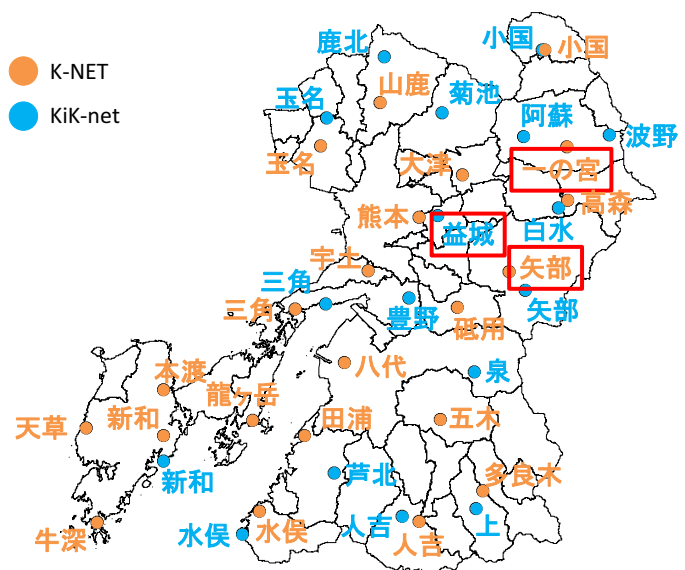 K-NET
KiK-net
鹿北
小国
小国
山鹿
菊池
玉名
阿蘇
波野
玉名
大津
一の宮
熊本
高森
益城
白水
宇土
矢部
三角
三角
豊野
砥用
矢部
八代
泉
本渡
龍ヶ岳
天草
新和
田浦
五木
新和
芦北
多良木
牛深
水俣
水俣
人吉
人吉
上